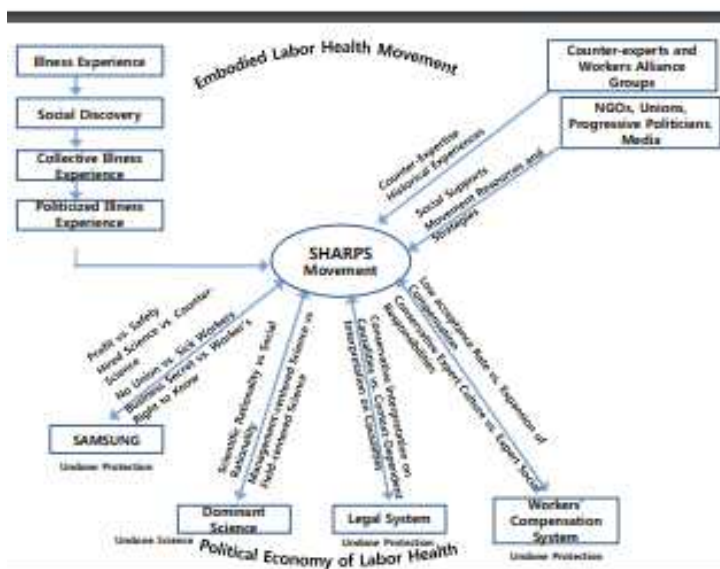 Embodied Labor Health Movement
Illness Experience
Social Discovery
Collective Illness
Experience
Politicized Illness
Experience
Counter-experts and
Workers Alliance
Groups
NGOs, Unions,
Progressive Politicians,
Media
Counter-Expertise
Historical Experiences
Social Supports
Movement Resources and
Strategies
SHARPS
Movement
Profit vs Safety
Hired Science vs. Counter-
Science
No Union vs. Sick Workers
Business Secret vs. Worker's
Right to Know
Scientific Rationality vs Social
Rationality
Management-centered Science vs
Field-centered Science
Conservative Interpretation on
Causalities vs. Context-Dependent
Interpretation on Causalities
Low acceptance Rate vs. Expansion of
Compensation
Conservative Expert Culture vs. Expert Social
Responsibilities
SAMSUNG
Undone Protection
Dominant
Science
Undone Science
Legal System
Undone Protection
Workers'
Compensation
System
Undone Protection
Political Economy of Labor Health